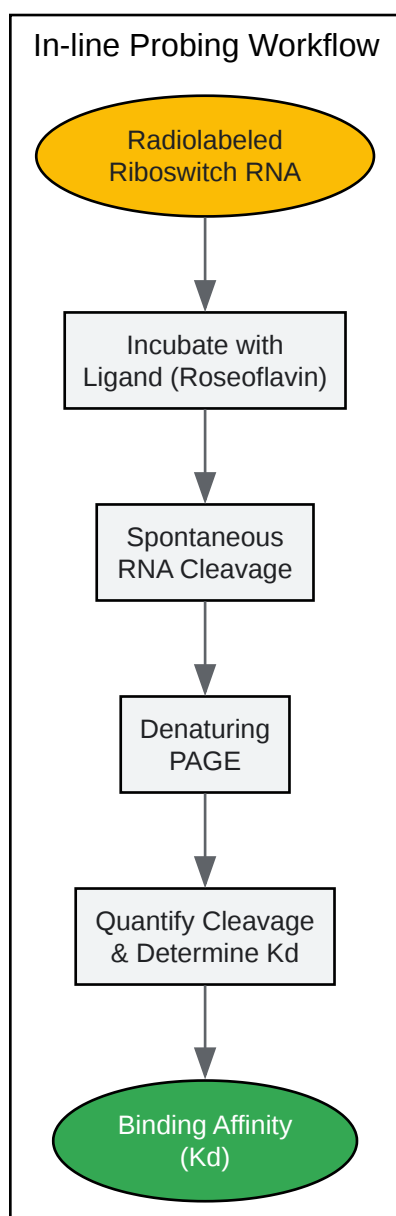 In-line Probing Workflow
Radiolabeled
Riboswitch RNA
Incubate with
Ligand (Roseoflavin)
Spontaneous
RNA Cleavage
Denaturing
PAGE
Quantify Cleavage
& Determine Kd
Binding Affinity
(Kd)